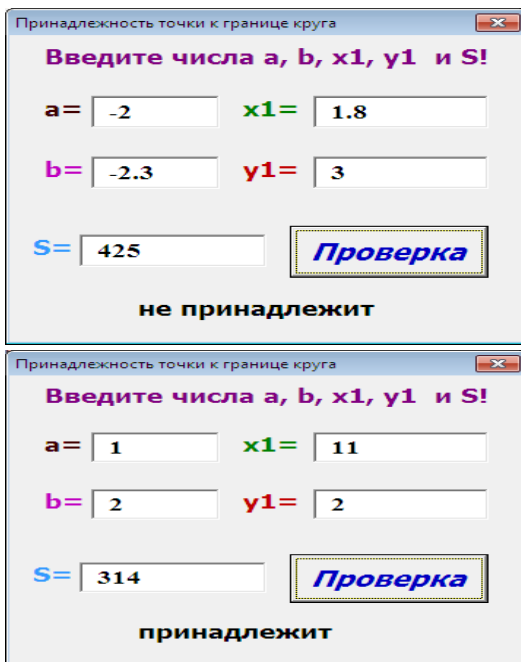 Принадлежность точки к границе круга
Введите числа a, b, x1, y1 и S!
a= -2 x1= 1.8
b= -2.3 y1= 3
S= 425 Проверка
не принадлежит
Принадлежность точки к границе круга
Введите числа a, b, x1, y1 и S!
a= 1 x1= 11
b= 2 y1= 2
S= 314 Проверка
принадлежит